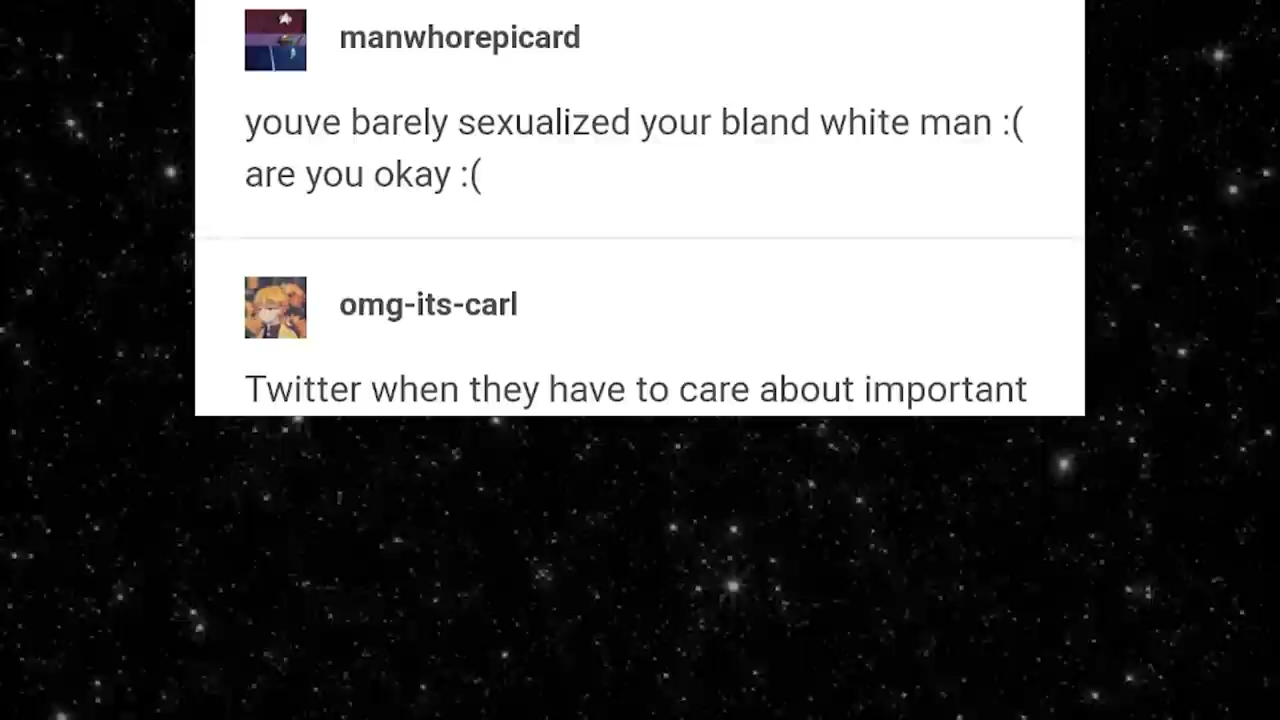 manwhorepicard
youve barely sexualized your bland white man :(
are you okay :(
omg-its-carl
Twitter when they have to care about important